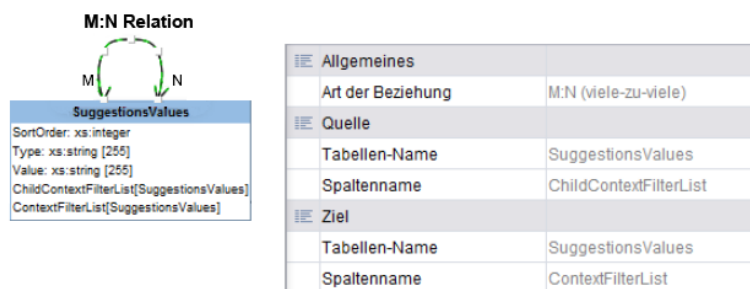 M:N Relation
M
N
SuggestionsValues
SortOrder: xs:integer
Type: xs:string [255]
Value: xs:string [255]
ChildContextFilterList[SuggestionsValues]
ContextFilterList[SuggestionsValues]
Allgemeines
Art der Beziehung M:N (viele-zu-viele)
Quelle
Tabellen-Name SuggestionsValues
Spaltenname ChildContextFilterList
Ziel
Tabellen-Name SuggestionsValues
Spaltenname ContextFilterList